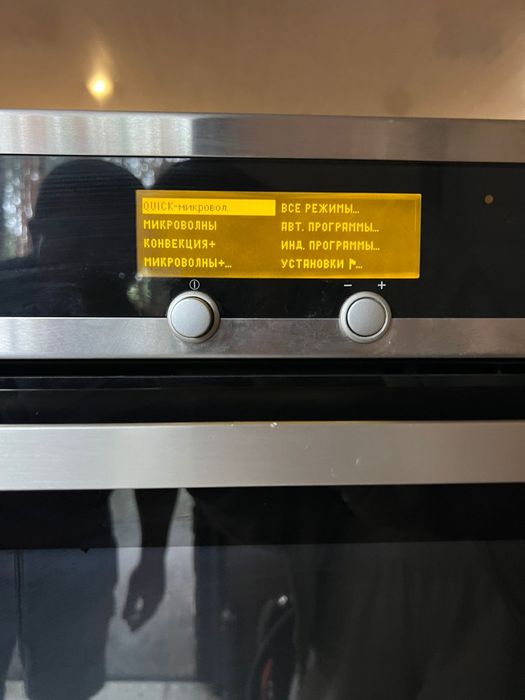 QUICK-микровол.
МИКРОВОЛНЫ
КОНВЕКЦИЯ+
МИКРОВОЛНЫ+...
ВСЕ РЕЖИМЫ...
АВТ. ПРОГРАММЫ...
ИНД. ПРОГРАММЫ...
УСТАНОВКИ...
- +